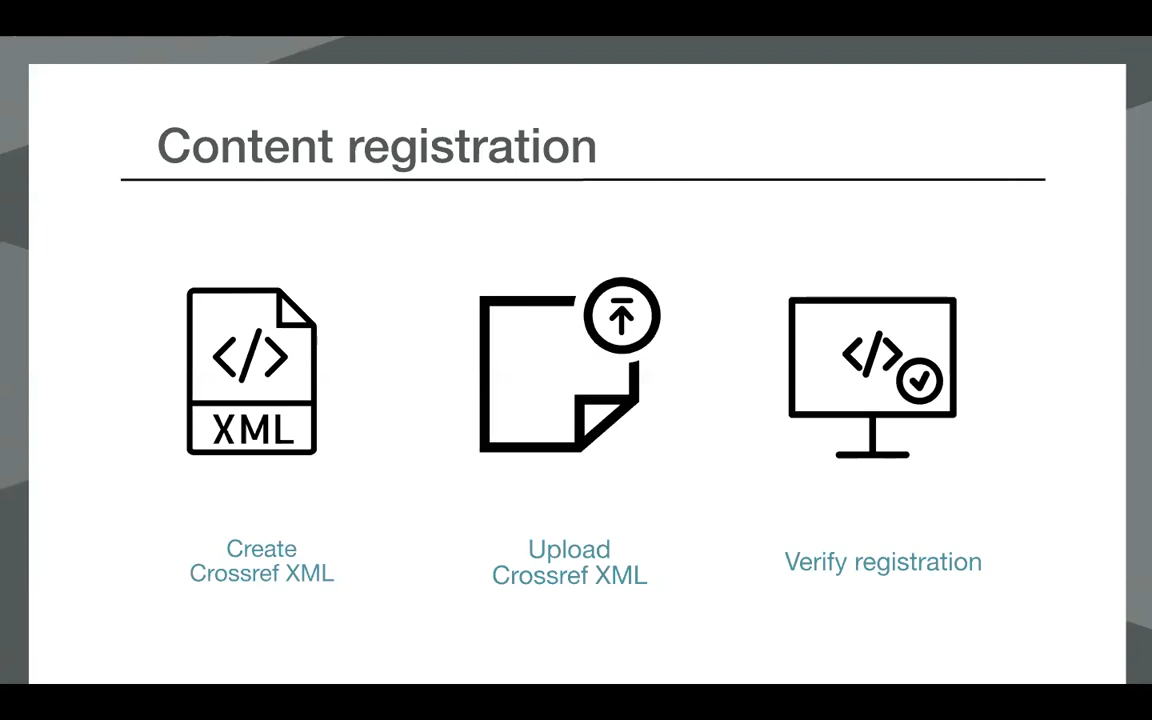 Content registration
</>
XML
</>
Create
Crossref XML
Upload
Crossref XML
Verify registration